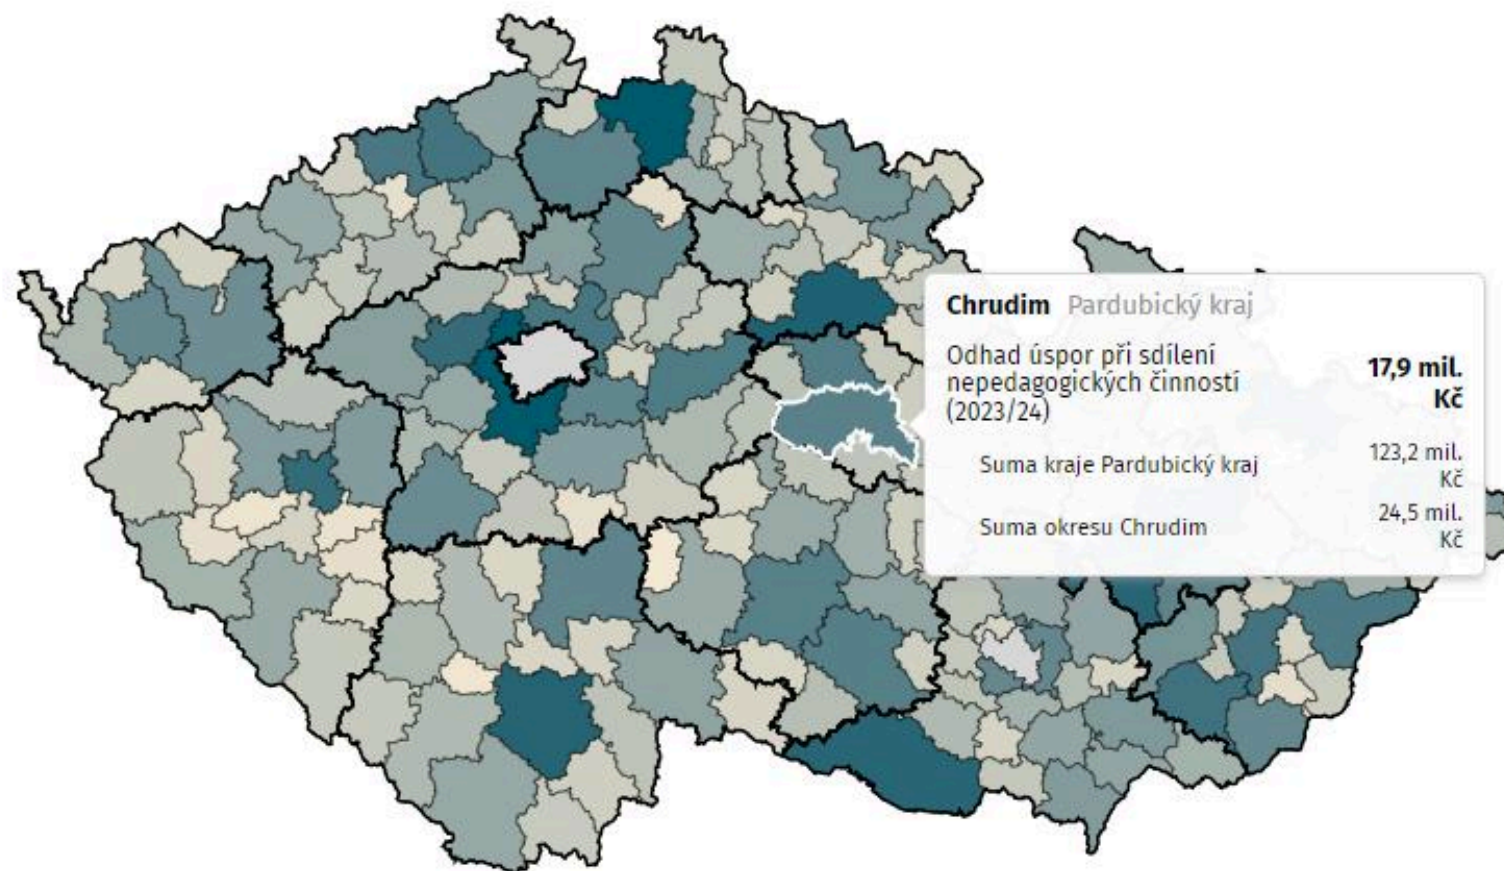 Chrudim Pardubický kraj
Odhad úspor při sdílení
nepedagogických činností
(2023/24)
17,9 mil.
Kč
Suma kraje Pardubický kraj
123,2 mil.
Kč
Suma okresu Chrudim
24,5 mil.
Kč